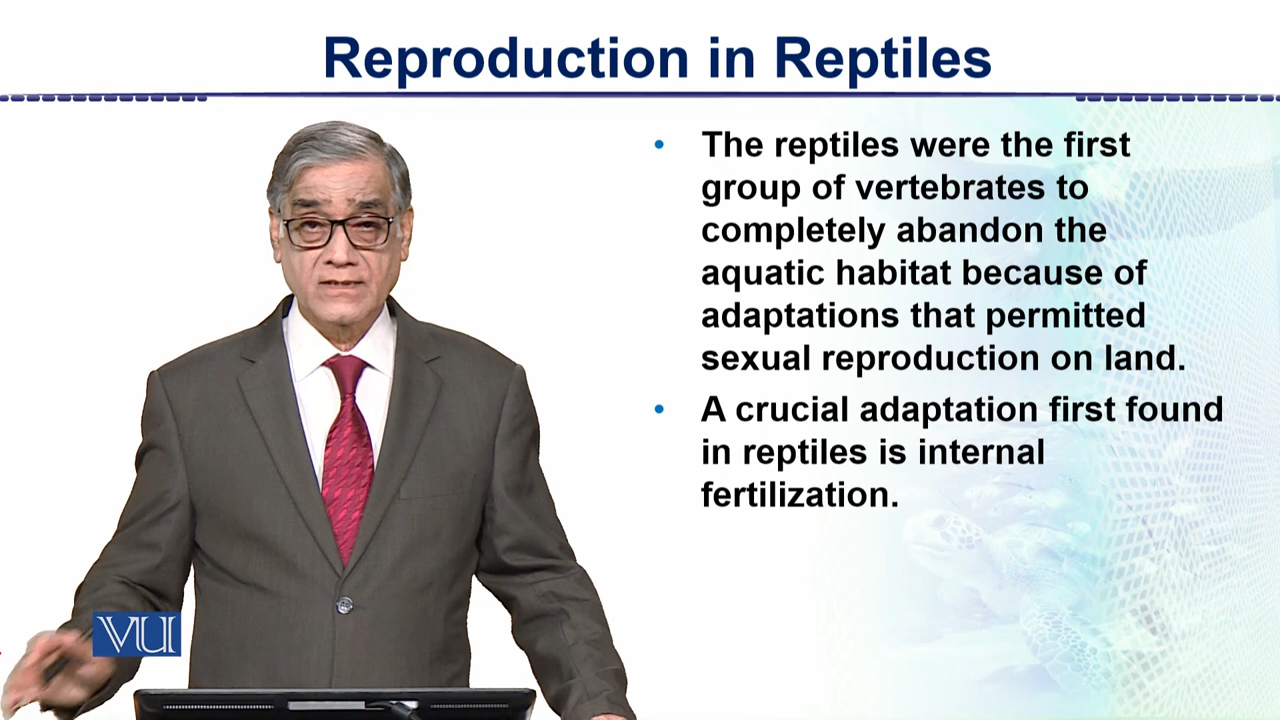 Reproduction in Reptiles
• The reptiles were the first
group of vertebrates to
completely abandon the
aquatic habitat because of
adaptations that permitted
sexual reproduction on land.
• A crucial adaptation first found
in reptiles is internal
fertilization.
VU